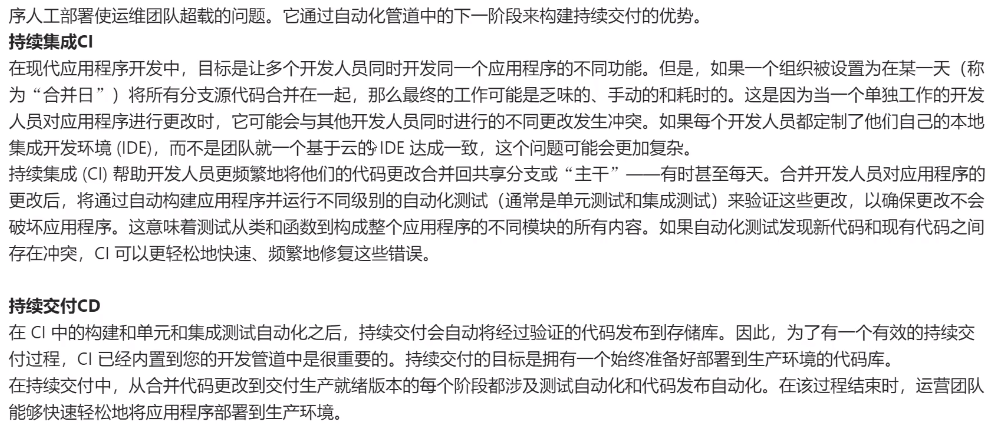 序人工部署使运维团队超载的问题。它通过自动化管道中的下一阶段来构建持续交付的优势。
持续集成CI
在现代应用程序开发中，目标是让多个开发人员同时开发同一个应用程序的不同功能。但是，如果一个组织被设置为在某一天（称
为“合并日”）将所有分支源代码合并在一起，那么最终的工作可能是乏味的、手动的和耗时的。这是因为当一个单独工作的开发
人员对应用程序进行更改时，它可能会与其他开发人员同时进行的不同更改发生冲突。如果每个开发人员都定制了他们自己的本地
集成开发环境 (IDE)，而不是团队就一个基于云的 IDE 达成一致，这个问题可能会更加复杂。
持续集成 (CI) 帮助开发人员更频繁地将他们的代码更改合并回共享分支或“主干”——有时甚至每天。合并开发人员对应用程序的
更改后，将通过自动构建应用程序并运行不同级别的自动化测试（通常是单元测试和集成测试）来验证这些更改，以确保更改不会
破坏应用程序。这意味着测试从类和函数到构成整个应用程序的不同模块的所有内容。如果自动化测试发现新代码和现有代码之间
存在冲突，CI 可以更轻松地快速、频繁地修复这些错误。
持续交付CD
在 CI 中的构建和单元和集成测试自动化之后，持续交付会自动将经过验证的代码发布到存储库。因此，为了有一个有效的持续交
付过程，CI 已经内置到您的开发管道中是很重要的。持续交付的目标是拥有一个始终准备好部署到生产环境的代码库。
在持续交付中，从合并代码更改到交付生产就绪版本的每个阶段都涉及测试自动化和代码发布自动化。在该过程结束时，运营团队
能够快速轻松地将应用程序部署到生产环境。